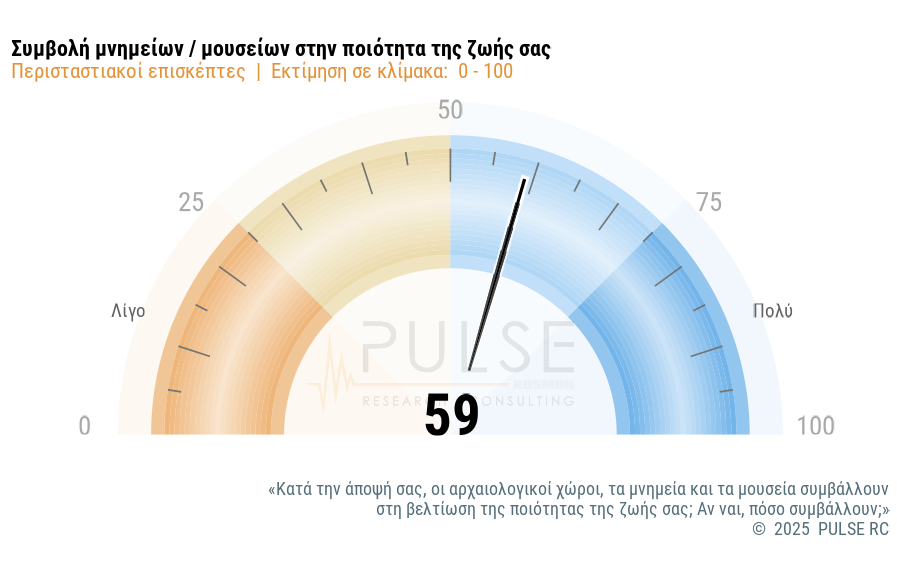 Συμβολή μνημείων / μουσείων στην ποιότητα της ζωής σας
Περισταστιακοί επισκέπτες | Εκτίμηση σε κλίμακα: 0 - 100
50
25
75
Λίγο
Πολύ
PULSE
RESEARCH & CONSULTING
0
59
100
«Κατά την άποψή σας, οι αρχαιολογικοί χώροι, τα μνημεία και τα μουσεία συμβάλλουν
στη βελτίωση της ποιότητας της ζωής σας; Αν ναι, πόσο συμβάλλουν;»
© 2025 PULSE RC